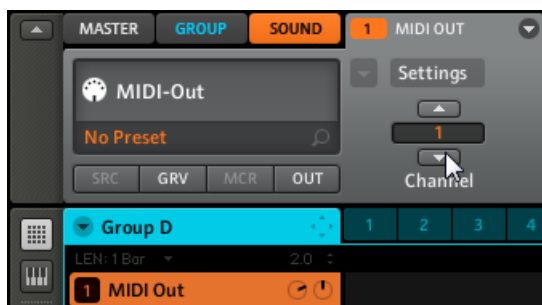 MASTER GROUP SOUND 1 MIDI OUT
Settings
MIDI-Out
1
No Preset
SRC GRV MCR OUT
Channel
Group D 1 2 3 4
LEN: 1 Bar 2.0
1 MIDI Out